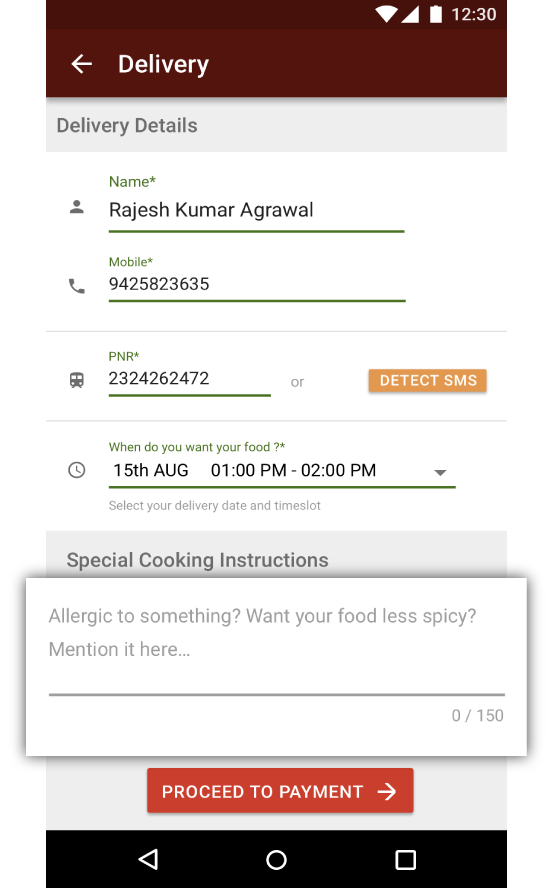 12:30
Delivery
Delivery Details
Name*
Rajesh Kumar Agrawal
Mobile*
9425823635
PNR*
2324262472 or DETECT SMS
When do you want your food ?*
15th AUG 01:00 PM - 02:00 PM
Select your delivery date and timeslot
Special Cooking Instructions
Allergic to something? Want your food less spicy?
Mention it here...
0 / 150
PROCEED TO PAYMENT